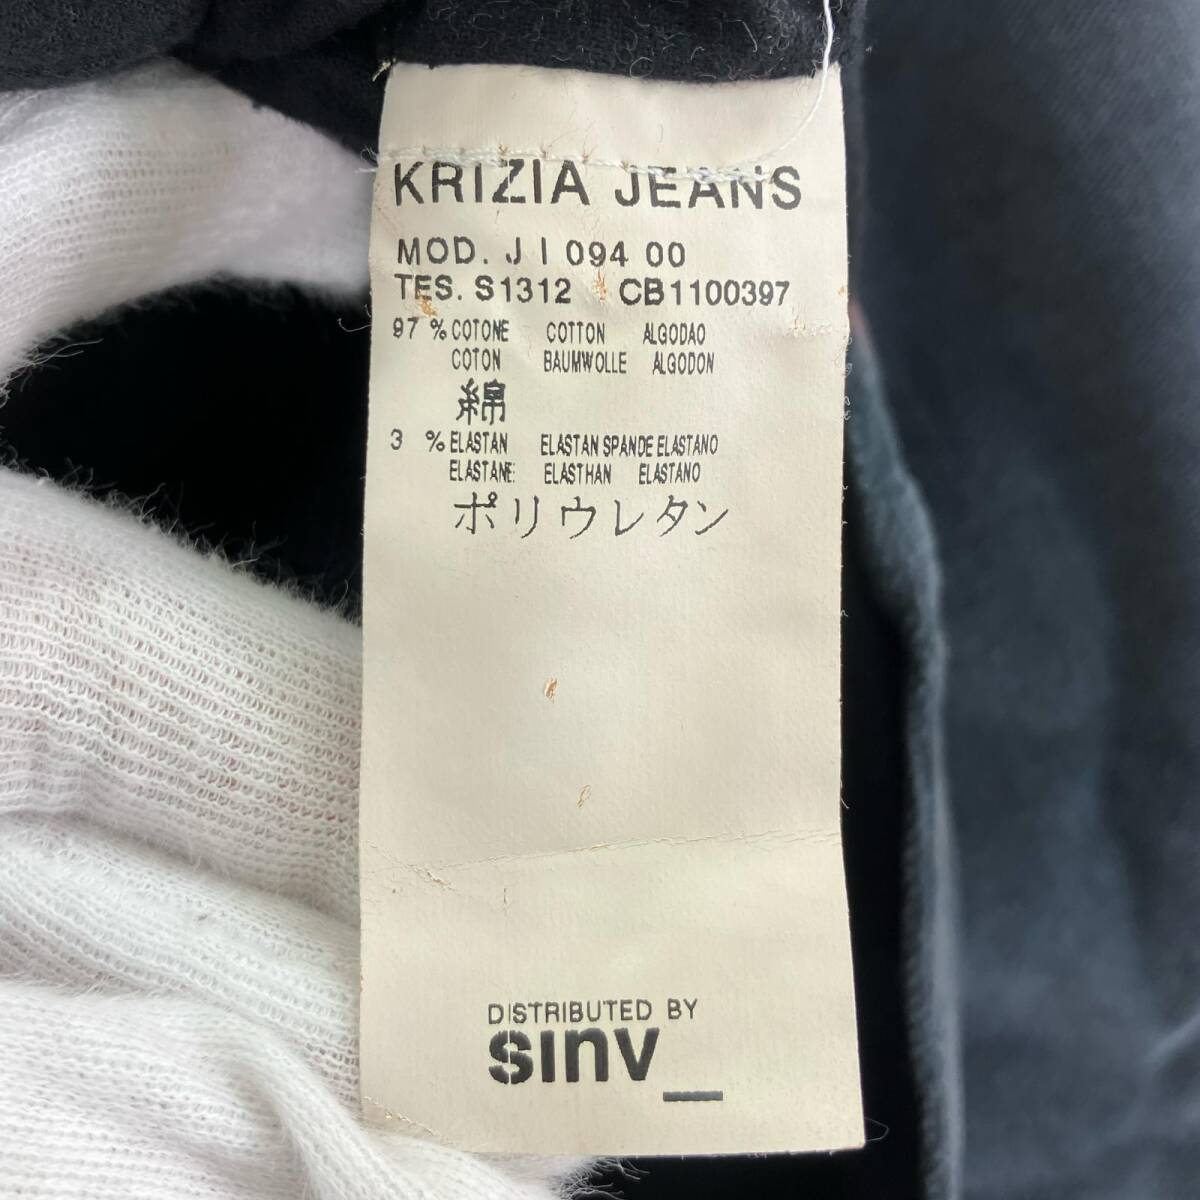 KRIZIA JEANS
MOD. J I 094 00
TES. S1312 CB1100397
97 % COTONE COTTON ALGODAO
COTON BAUMWOLLE ALGODON
綿
3 % ELASTAN ELASTAN SPANDE ELASTANO
ELASTANE ELASTHAN ELASTANO
ポリウレタン
DISTRIBUTED BY
sinv_